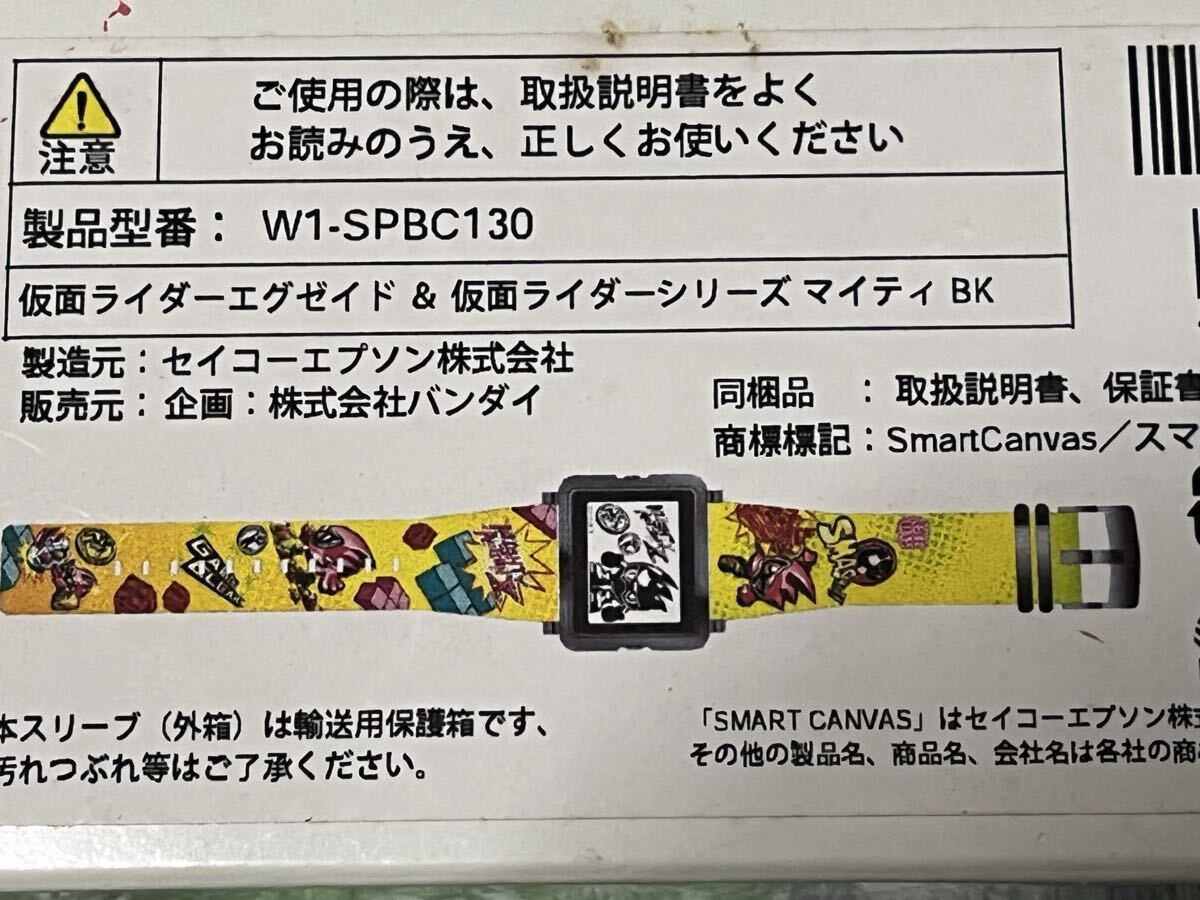 ご使用の際は、取扱説明書をよく
お読みのうえ、正しくお使いください
注意
製品型番： W1-SPBC130
仮面ライダーエグゼイド & 仮面ライダーシリーズ マイティ BK
製造元：セイコーエプソン株式会社
販売元：企画：株式会社バンダイ
同梱品 ：取扱説明書、保証書
商標標記：SmartCanvas／スマ
本スリーブ（外箱）は輸送用保護箱です、
汚れつぶれ等はご了承ください。
「SMART CANVAS」はセイコーエプソン株式
その他の製品名、商品名、会社名は各社の商標